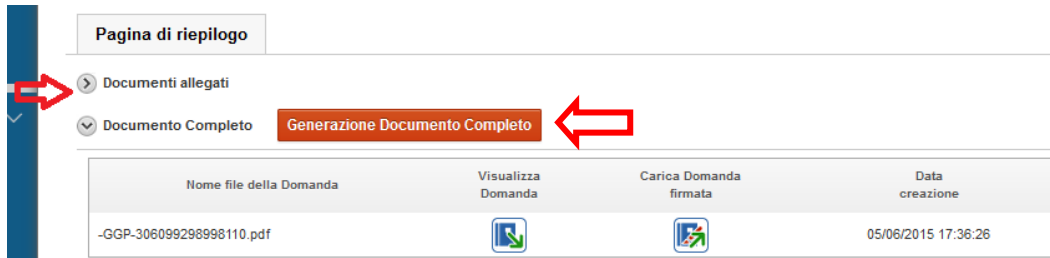 Pagina di riepilogo
Documenti allegati
Documento Completo Generazione Documento Completo
Nome file della Domanda Visualizza Domanda Carica Domanda firmata Data creazione
-GGP-306099298998110.pdf 05/06/2015 17:36:26